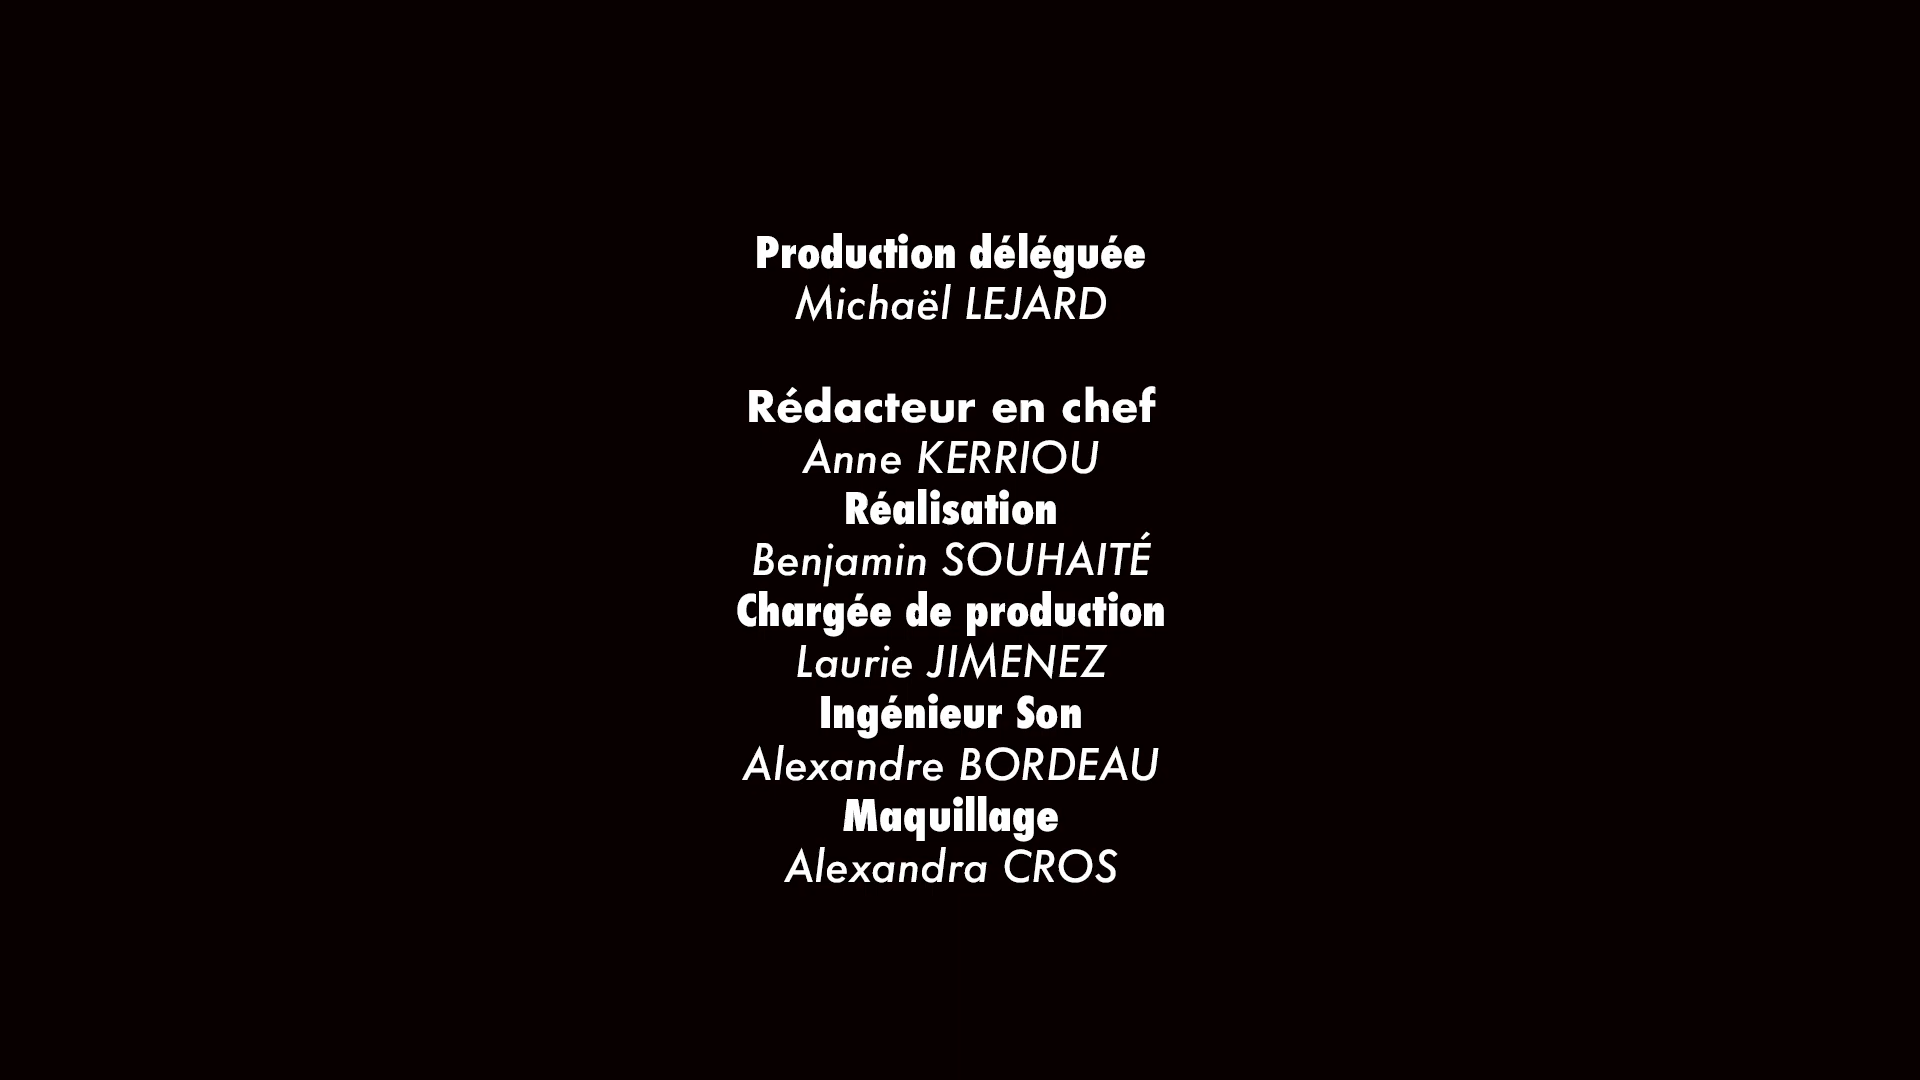 Production déléguée
Michaël LEJARD
Rédacteur en chef
Anne KERRIOU
Réalisation
Benjamin SOUHAITÉ
Chargée de production
Laurie JIMENEZ
Ingénieur Son
Alexandre BORDEAU
Maquillage
Alexandra CROS